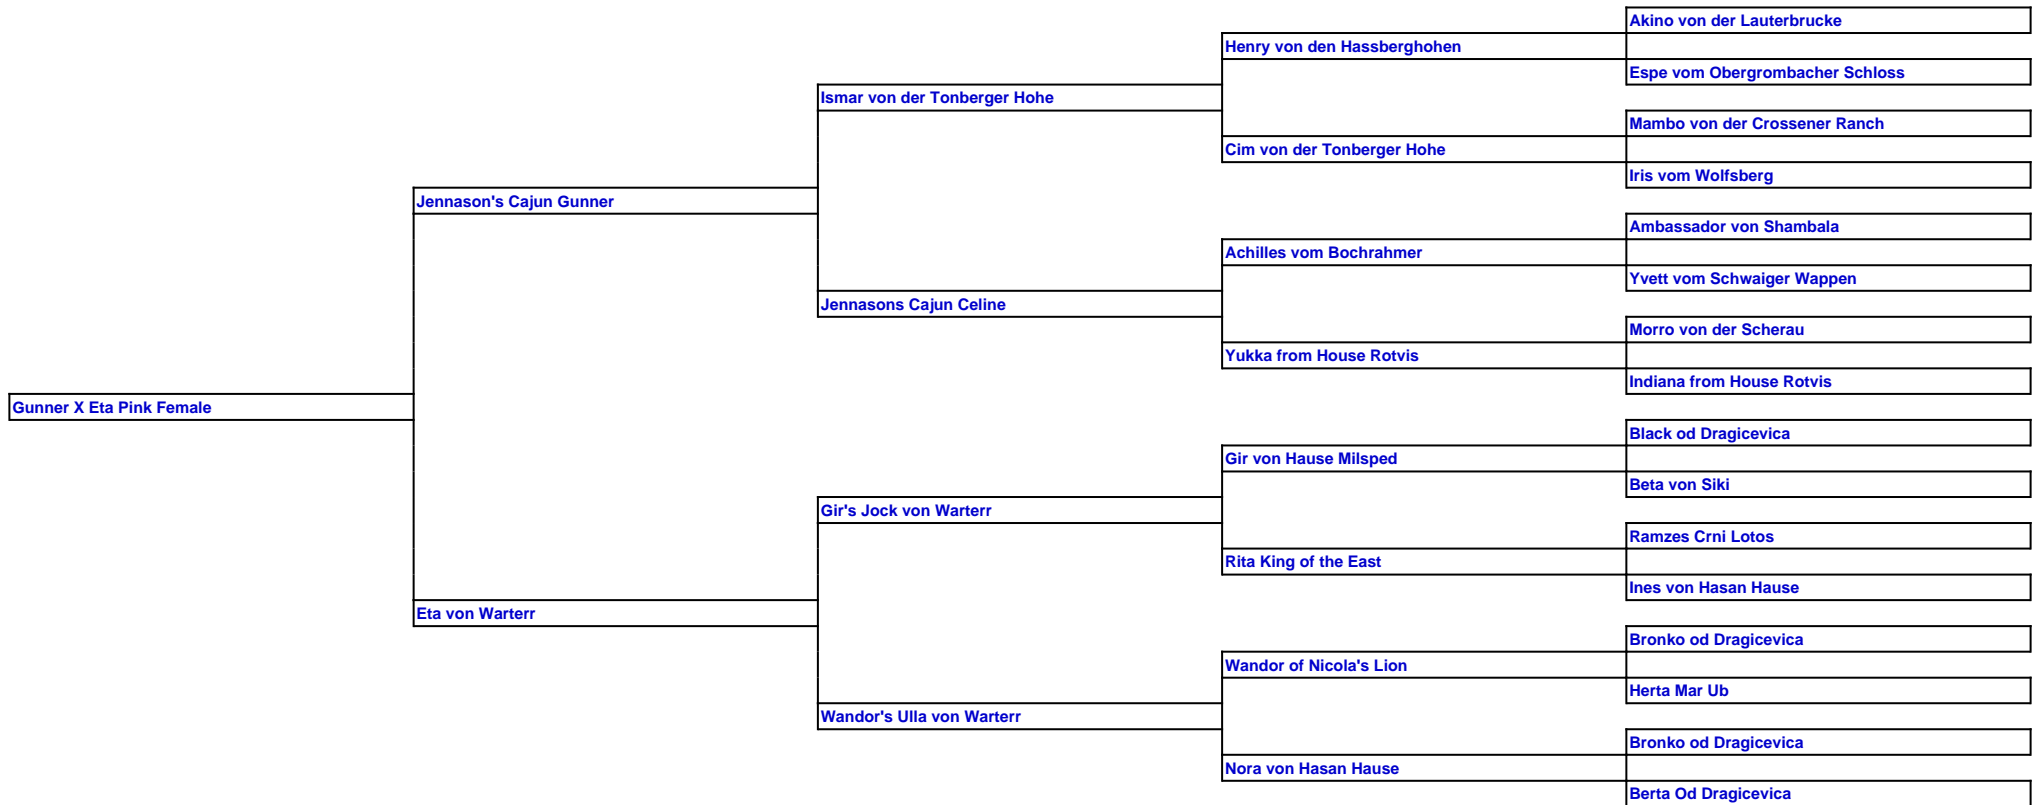 Akino von der Lauterbrucke
Henry von den Hassberghohen
Espe vom Obergrombacher Schloss
Ismar von der Tonberger Hohe
Mambo von der Crossener Ranch
Cim von der Tonberger Hohe
Iris vom Wolfsberg
Jennason's Cajun Gunner
Ambassador von Shambala
Achilles vom Bochrahmer
Yvett vom Schwaiger Wappen
Jennasons Cajun Celine
Morro von der Scherau
Yukka from House Rotvis
Indiana from House Rotvis
Gunner X Eta Pink Female
Black od Dragicevica
Gir von Hause Milsped
Beta von Siki
Gir's Jock von Warterr
Ramzes Crni Lotos
Rita King of the East
Ines von Hasan Hause
Eta von Warterr
Bronko od Dragicevica
Wandor of Nicola's Lion
Herta Mar Ub
Wandor's Ulla von Warterr
Bronko od Dragicevica
Nora von Hasan Hause
Berta Od Dragicevica